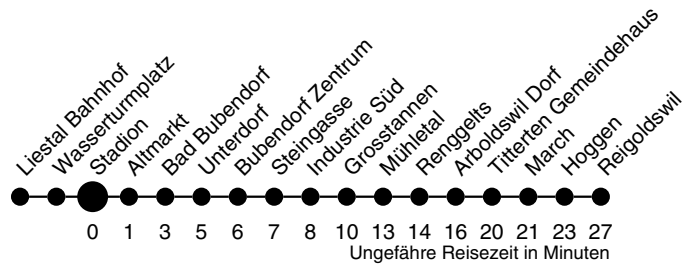 Liestal Bahnhof
Wasserturmplatz
Stadion
Altmarkt
Bad Bubendorf
Unterdorf
Bubendorf Zentrum
Steingasse
Industrie Süd
Grosstannen
Mühletal
Renggelts
Arboldswil Dorf
Titterten Gemeindehaus
March
Hoggen
Reigoldswil
0 1 3 5 6 7 8 10 13 14 16 20 21 23 27
Ungefähre Reisezeit in Minuten